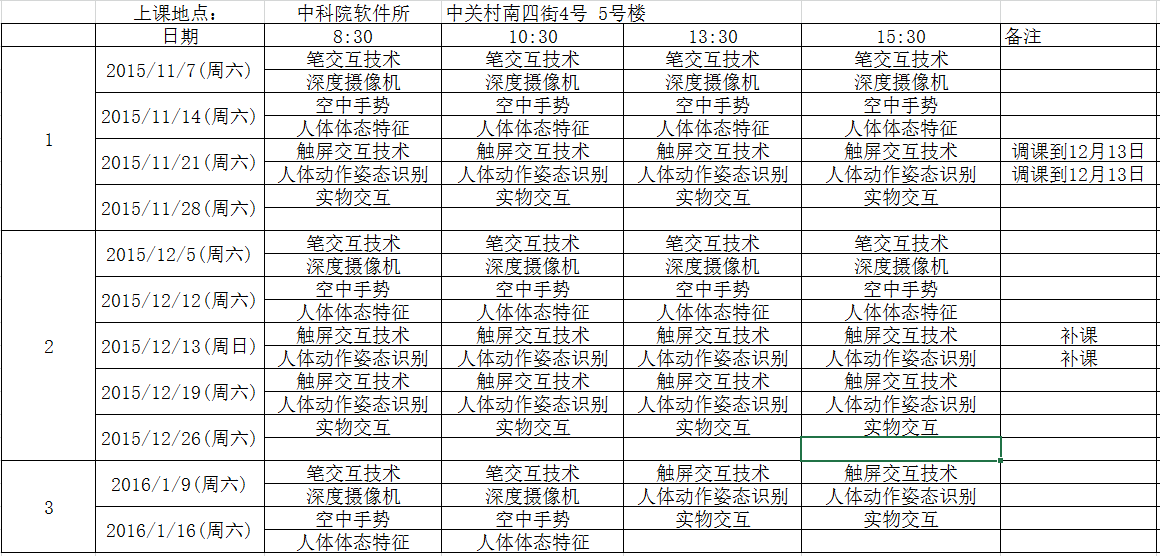 上课地点: 中科院软件所 中关村南四街4号 5号楼
日期 8:30 10:30 13:30 15:30 备注
1
2015/11/7(周六) 笔交互技术 笔交互技术 笔交互技术 笔交互技术
深度摄像机 深度摄像机 深度摄像机 深度摄像机
2015/11/14(周六) 空中手势 空中手势 空中手势 空中手势
人体体态特征 人体体态特征 人体体态特征 人体体态特征
2015/11/21(周六) 触屏交互技术 触屏交互技术 触屏交互技术 触屏交互技术 调课到12月13日
人体动作姿态识别 人体动作姿态识别 人体动作姿态识别 人体动作姿态识别 调课到12月13日
2015/11/28(周六) 实物交互 实物交互 实物交互 实物交互
2
2015/12/5(周六) 笔交互技术 笔交互技术 笔交互技术 笔交互技术
深度摄像机 深度摄像机 深度摄像机 深度摄像机
2015/12/12(周六) 空中手势 空中手势 空中手势 空中手势
人体体态特征 人体体态特征 人体体态特征 人体体态特征
2015/12/13(周日) 触屏交互技术 触屏交互技术 触屏交互技术 触屏交互技术 补课
人体动作姿态识别 人体动作姿态识别 人体动作姿态识别 人体动作姿态识别 补课
2015/12/19(周六) 触屏交互技术 触屏交互技术 触屏交互技术 触屏交互技术
人体动作姿态识别 人体动作姿态识别 人体动作姿态识别 人体动作姿态识别
2015/12/26(周六) 实物交互 实物交互 实物交互 实物交互
3
2016/1/9(周六) 笔交互技术 笔交互技术 触屏交互技术 触屏交互技术
深度摄像机 深度摄像机 人体动作姿态识别 人体动作姿态识别
2016/1/16(周六) 空中手势 空中手势 实物交互 实物交互
人体体态特征 人体体态特征